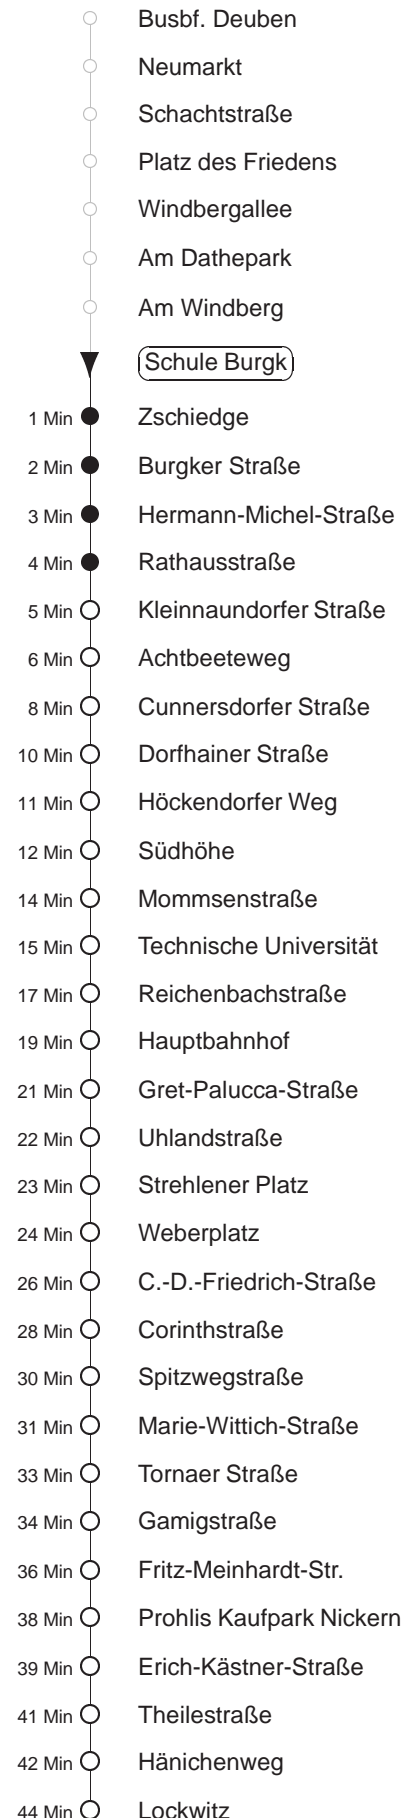 Busbf. Deuben
Neumarkt
Schachtstraße
Platz des Friedens
Windbergallee
Am Dathepark
Am Windberg
Schule Burgk
1 Min Zschiedge
2 Min Burgker Straße
3 Min Hermann-Michel-Straße
4 Min Rathausstraße
5 Min Kleinnaundorfer Straße
6 Min Achtbeeteweg
8 Min Cunnersdorfer Straße
10 Min Dorfhainer Straße
11 Min Höckendorfer Weg
12 Min Südhöhe
14 Min Mommsenstraße
15 Min Technische Universität
17 Min Reichenbachstraße
19 Min Hauptbahnhof
21 Min Gret-Palucca-Straße
22 Min Uhlandstraße
23 Min Strehlener Platz
24 Min Weberplatz
26 Min C.-D.-Friedrich-Straße
28 Min Corinthstraße
30 Min Spitzwegstraße
31 Min Marie-Wittich-Straße
33 Min Tornaer Straße
34 Min Gamigstraße
36 Min Fritz-Meinhardt-Str.
38 Min Prohlis Kaufpark Nickern
39 Min Erich-Kästner-Straße
41 Min Theilestraße
42 Min Hänichenweg
44 Min Lockwitz